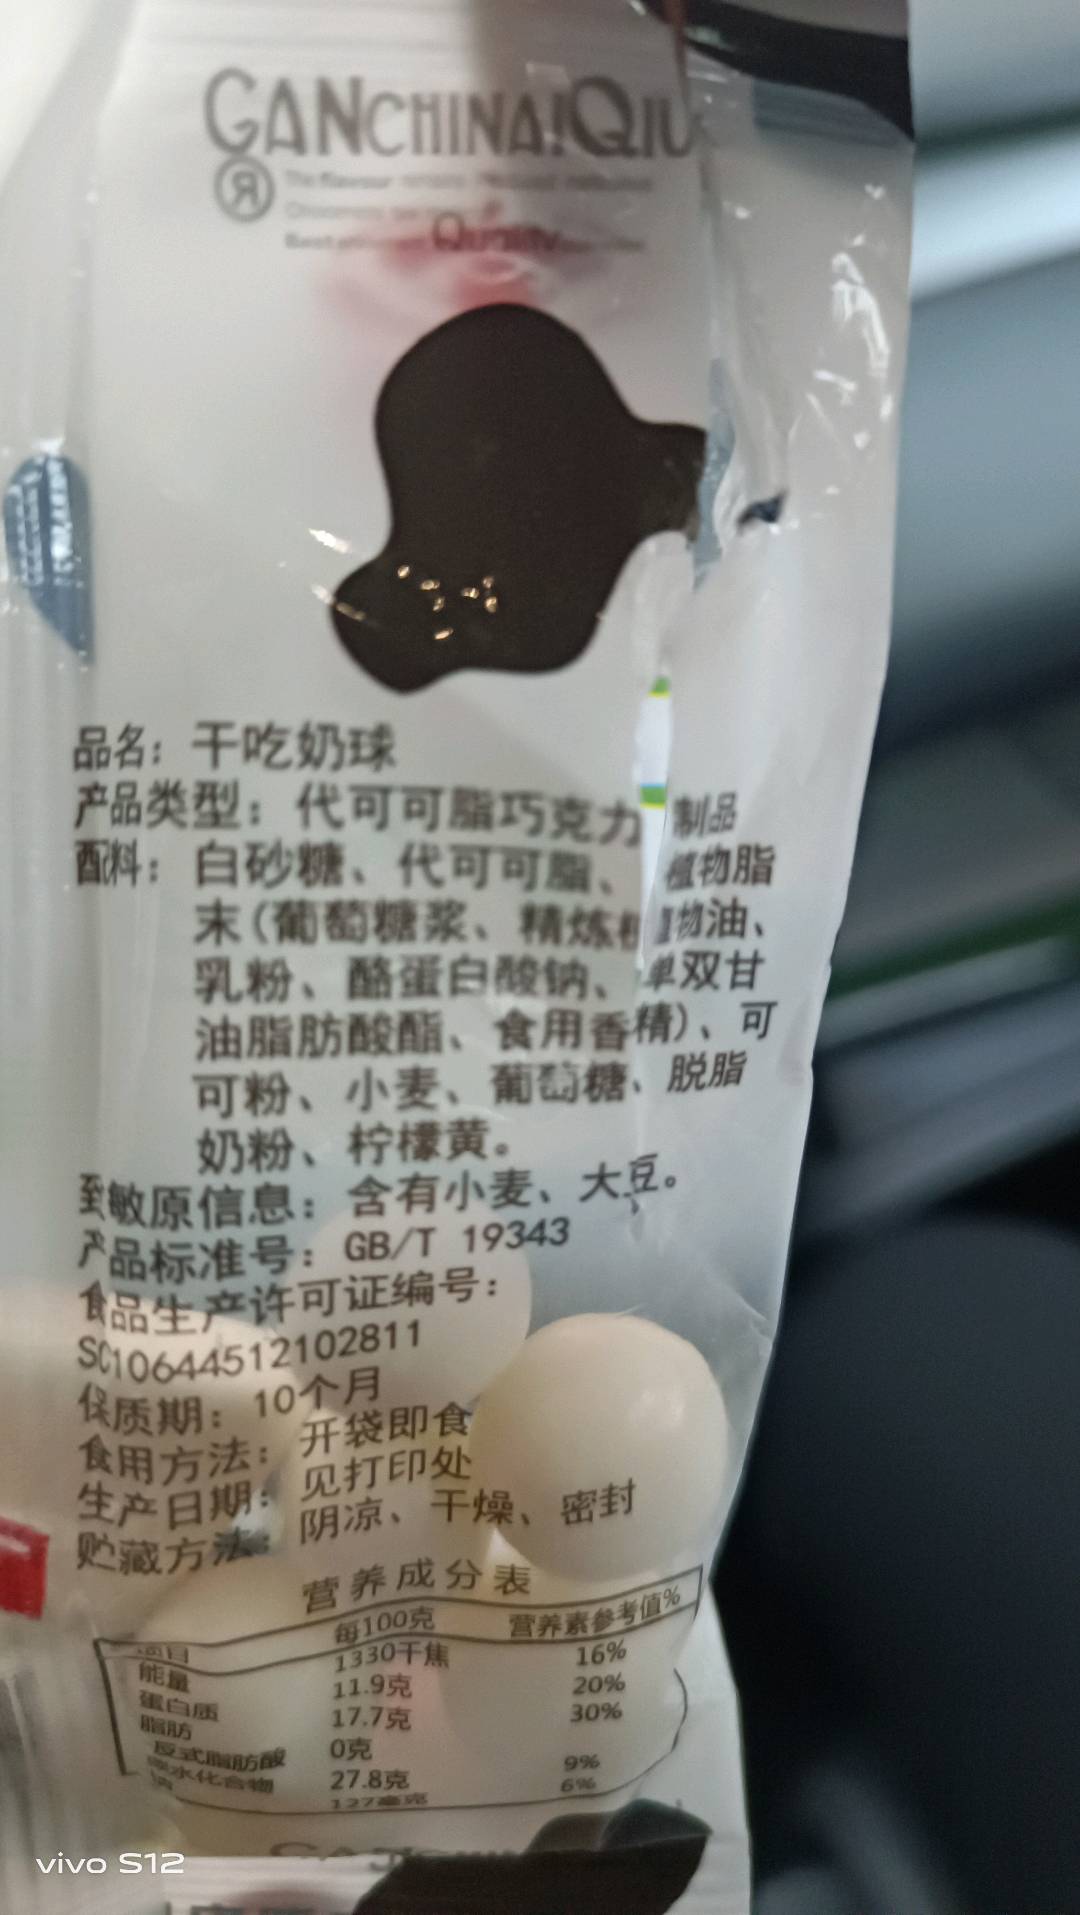 GANCHINAIQIU
Я
Quality
品名：干吃奶球
产品类型：代可可脂巧克力制品
配料：白砂糖、代可可脂、植物脂
末(葡萄糖浆、精炼植物油、
乳粉、酪蛋白酸钠、单双甘
油脂肪酸酯、食用香精)、可
可粉、小麦、葡萄糖、脱脂
奶粉、柠檬黄。
致敏原信息：含有小麦、大豆。
产品标准号：GB/T 19343
食品生产许可证编号：
SC10644512102811
保质期：10个月
食用方法：开袋即食
生产日期：见打印处
贮藏方法：阴凉、干燥、密封
营养成分表
项目 每100克 营养素参考值%
能量 1330千焦 16%
蛋白质 11.9克 20%
脂肪 17.7克 30%
反式脂肪酸 0克
碳水化合物 27.8克 9%
钠 127毫克 6%
vivo S12